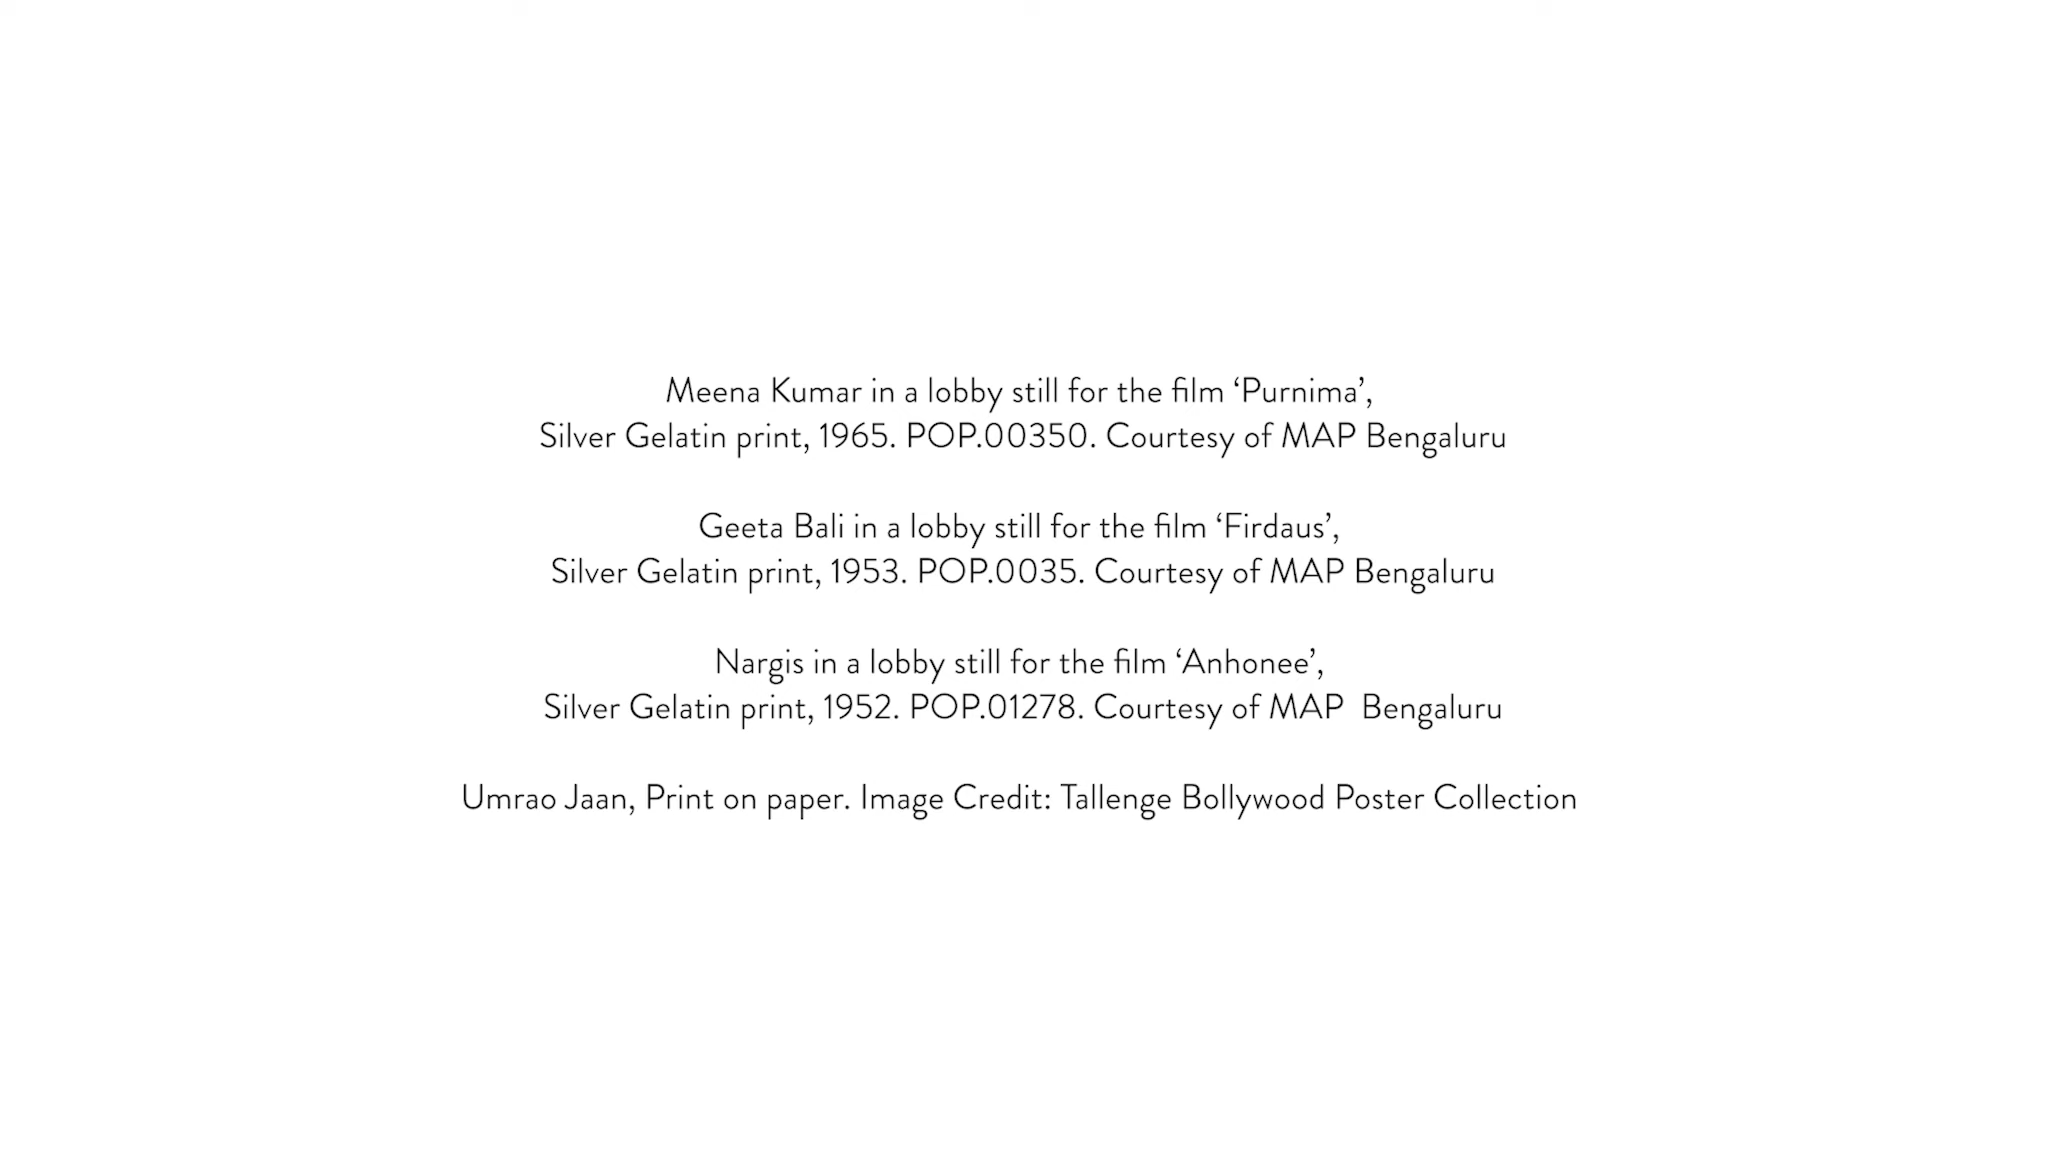 Meena Kumar in a lobby still for the film ‘Purnima’,
Silver Gelatin print, 1965. POP.00350. Courtesy of MAP Bengaluru
Geeta Bali in a lobby still for the film ‘Firdaus’,
Silver Gelatin print, 1953. POP.0035. Courtesy of MAP Bengaluru
Nargis in a lobby still for the film ‘Anhonee’,
Silver Gelatin print, 1952. POP.01278. Courtesy of MAP  Bengaluru
Umrao Jaan, Print on paper. Image Credit: Tallenge Bollywood Poster Collection